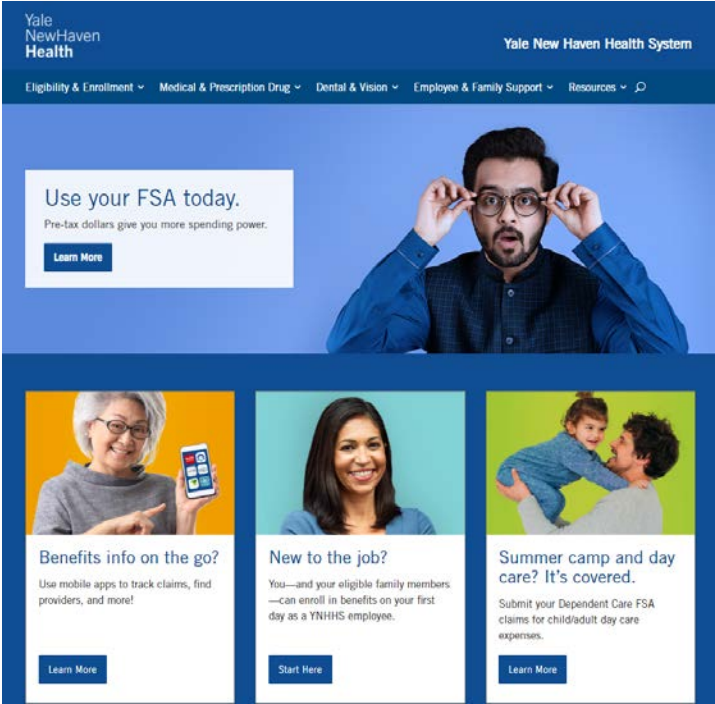 Yale
NewHaven
Health
Yale New Haven Health System
Eligibility & Enrollment
Medical & Prescription Drug
Dental & Vision
Employee & Family Support
Resources
Use your FSA today.
Pre-tax dollars give you more spending power.
Learn More
Benefits info on the go?
Use mobile apps to track claims, find
providers, and more!
Learn More
New to the job?
You—and your eligible family members
—can enroll in benefits on your first
day as a YNHHS employee.
Start Here
Summer camp and day
care? It's covered.
Submit your Dependent Care FSA
claims for child/adult day care
expenses.
Learn More